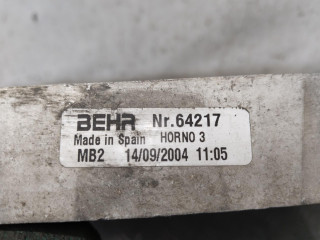 BEHR Nr.64217
Made in Spain HORNO 3
MB2 14/09/2004 11:05